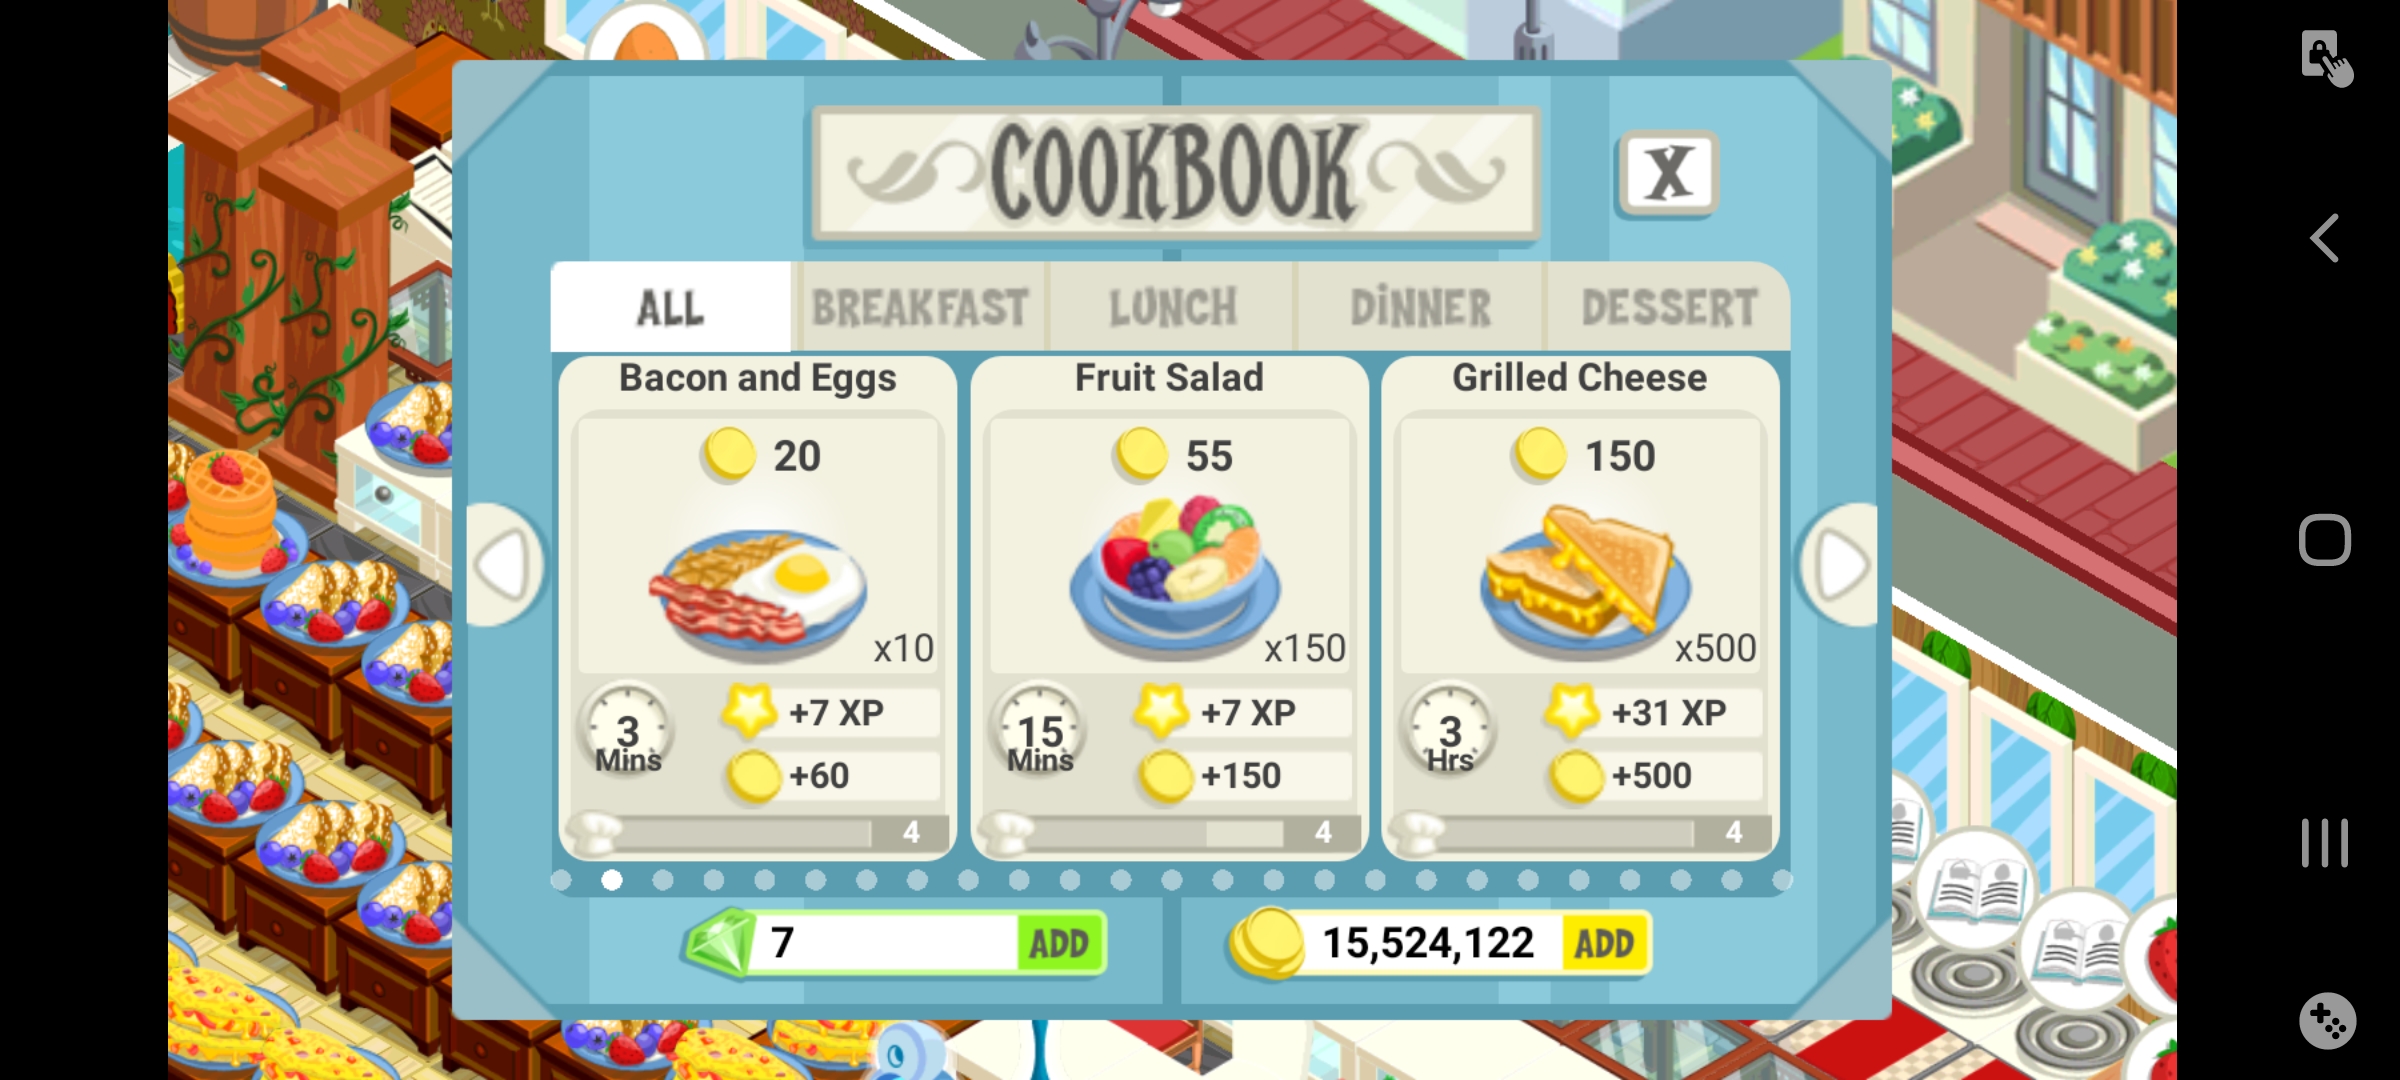 COOKBOOK
X
ALL BREAKFAST LUNCH DINNER DESSERT
Bacon and Eggs
20
x10
3 Mins
+7 XP
+60
4
Fruit Salad
55
x150
15 Mins
+7 XP
+150
4
Grilled Cheese
150
x500
3 Hrs
+31 XP
+500
4
7 ADD
15,524,122 ADD